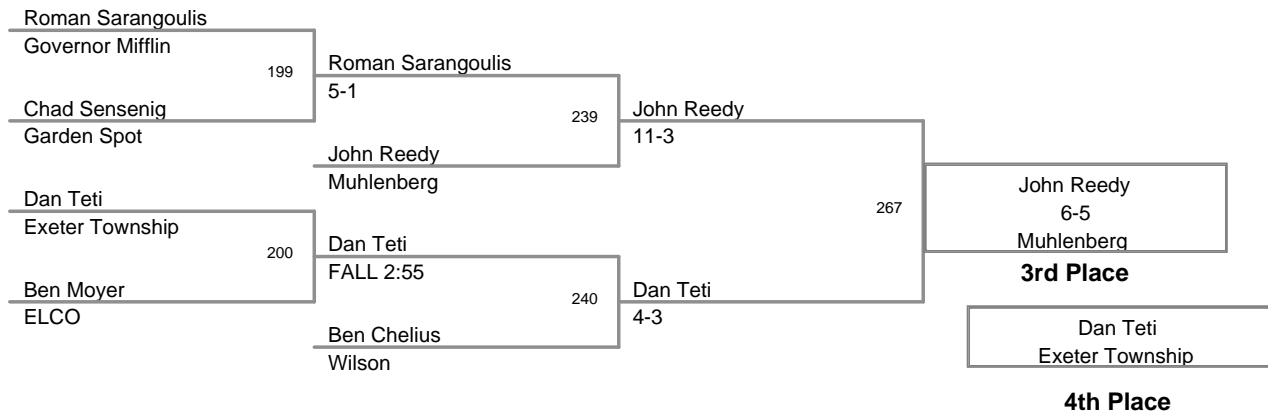 Roman Sarangoulis
Governor Mifflin
199
Roman Sarangoulis
5-1
Chad Sensenig
Garden Spot
239
John Reedy
11-3
John Reedy
Muhlenberg
Dan Teti
Exeter Township
267
John Reedy
6-5
Muhlenberg
3rd Place
200
Dan Teti
FALL 2:55
Ben Moyer
ELCO
240
Dan Teti
4-3
Ben Chelius
Wilson
Dan Teti
Exeter Township
4th Place